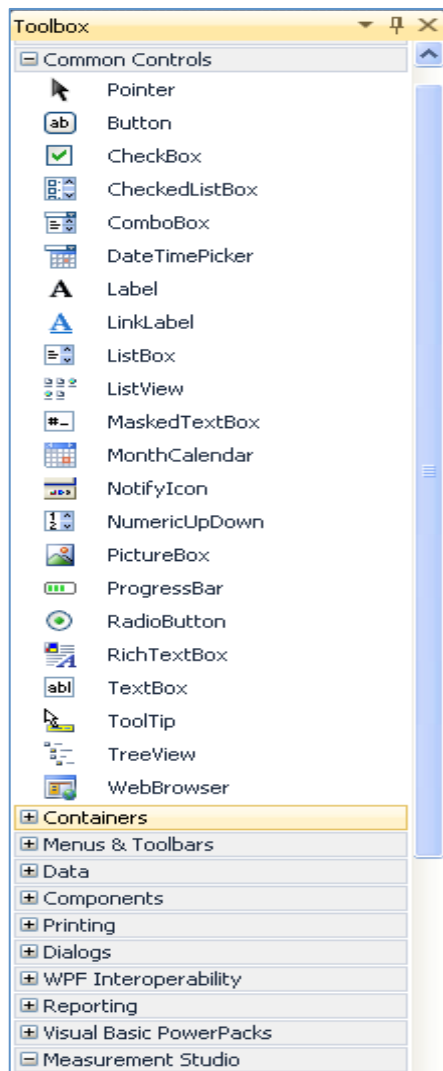 Toolbox
Common Controls
Pointer
Button
CheckBox
CheckedListBox
ComboBox
DateTimePicker
Label
LinkLabel
ListBox
ListView
MaskedTextBox
MonthCalendar
NotifyIcon
NumericUpDown
PictureBox
ProgressBar
RadioButton
RichTextBox
TextBox
ToolTip
TreeView
WebBrowser
Containers
Menus & Toolbars
Data
Components
Printing
Dialogs
WPF Interoperability
Reporting
Visual Basic PowerPacks
Measurement Studio